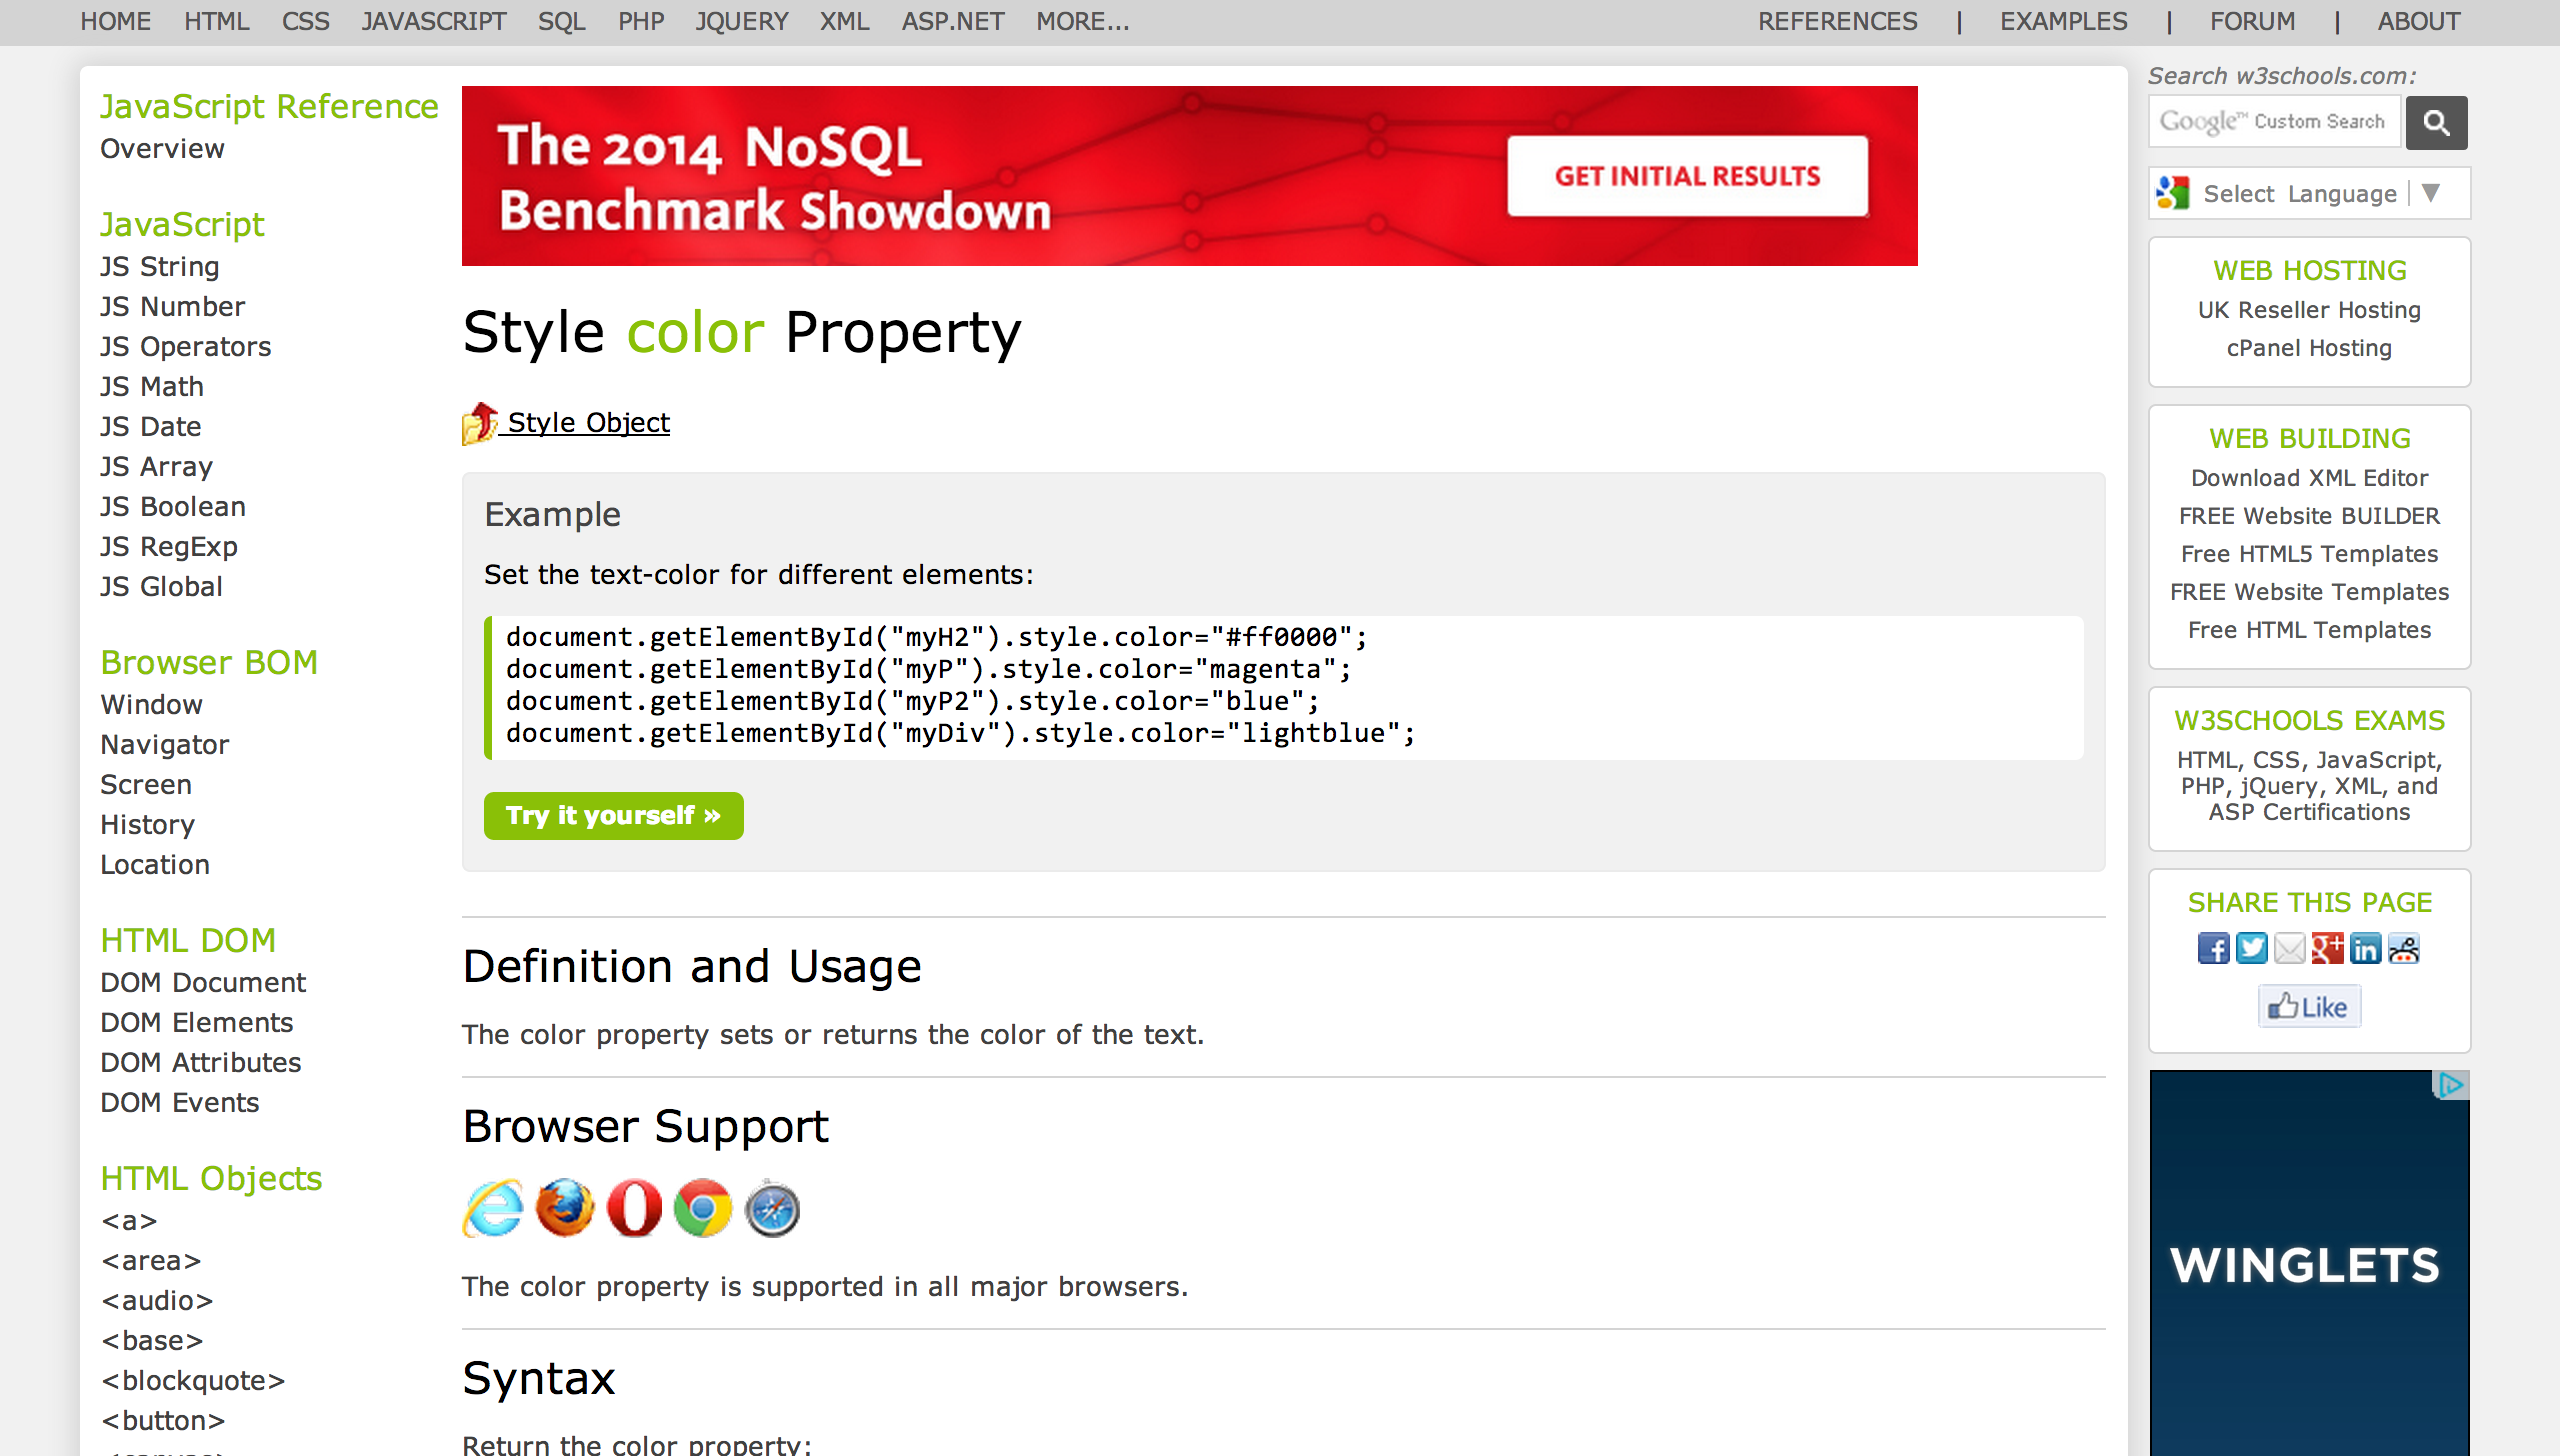 HOME HTML CSS JAVASCRIPT SQL PHP JQUERY XML ASP.NET MORE... REFERENCES | EXAMPLES | FORUM | ABOUT
JavaScript Reference
Overview
JavaScript
JS String
JS Number
JS Operators
JS Math
JS Date
JS Array
JS Boolean
JS RegExp
JS Global
Browser BOM
Window
Navigator
Screen
History
Location
HTML DOM
DOM Document
DOM Elements
DOM Attributes
DOM Events
HTML Objects
<a>
<area>
<audio>
<base>
<blockquote>
<button>
The 2014 NoSQL
Benchmark Showdown
GET INITIAL RESULTS
Style color Property
Style Object
Example
Set the text-color for different elements:
document.getElementById("myH2").style.color="#ff0000";
document.getElementById("myP").style.color="magenta";
document.getElementById("myP2").style.color="blue";
document.getElementById("myDiv").style.color="lightblue";
Try it yourself »
Definition and Usage
The color property sets or returns the color of the text.
Browser Support
The color property is supported in all major browsers.
Syntax
Return the color property:
Search w3schools.com:
Google™ Custom Search
Select Language | ▼
WEB HOSTING
UK Reseller Hosting
cPanel Hosting
WEB BUILDING
Download XML Editor
FREE Website BUILDER
Free HTML5 Templates
FREE Website Templates
Free HTML Templates
W3SCHOOLS EXAMS
HTML, CSS, JavaScript,
PHP, jQuery, XML, and
ASP Certifications
SHARE THIS PAGE
Like
WINGLETS